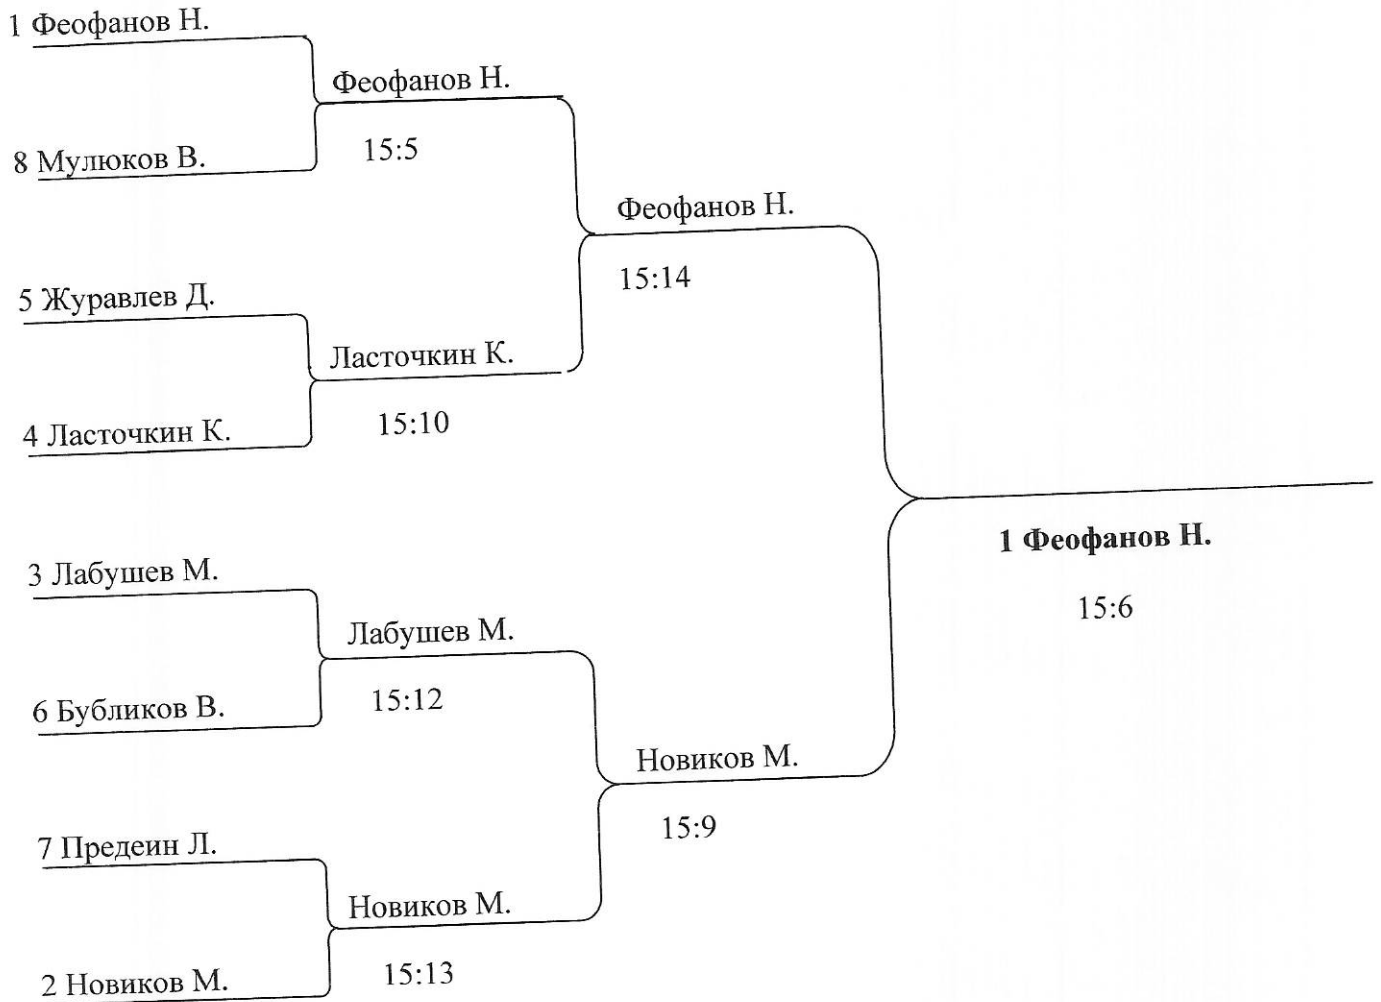 1 Феофанов Н.
Феофанов Н.
15:5
8 Мулюков В.
Феофанов Н.
15:14
5 Журавлев Д.
Ласточкин К.
15:10
4 Ласточкин К.
1 Феофанов Н.
15:6
3 Лабушев М.
Лабушев М.
15:12
6 Бубликов В.
Новиков М.
15:9
7 Предеин Л.
Новиков М.
15:13
2 Новиков М.